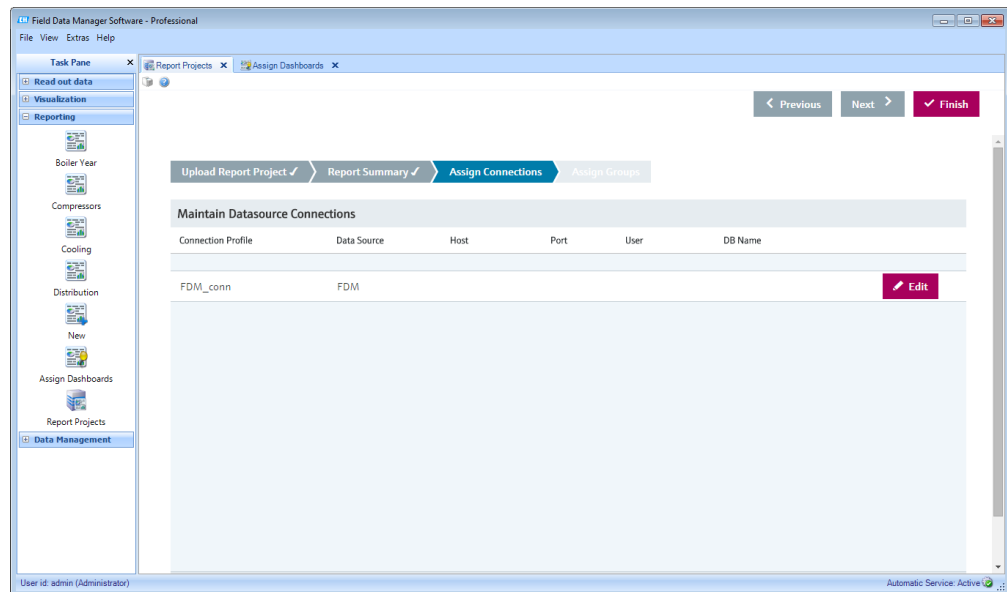 Field Data Manager Software - Professional
File View Extras Help
Task Pane
Report Projects
Assign Dashboards
Read out data
Visualization
Reporting
Boiler Year
Compressors
Cooling
Distribution
New
Assign Dashboards
Report Projects
Data Management
Previous
Next
Finish
Upload Report Project
Report Summary
Assign Connections
Assign Groups
Maintain Datasource Connections
Connection Profile Data Source Host Port User DB Name
FDM_conn FDM
Edit
User id: admin (Administrator)
Automatic Service: Active